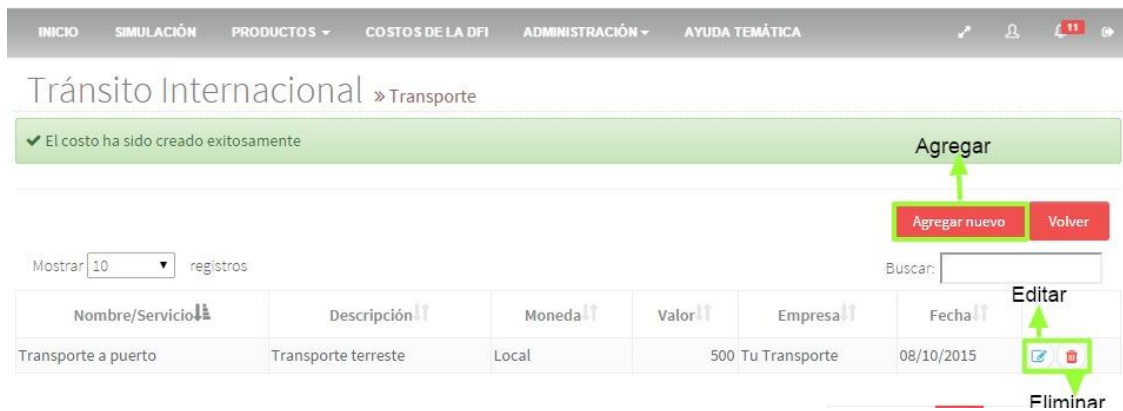 INICIO SIMULACIÓN PRODUCTOS COSTOS DE LA DFI ADMINISTRACIÓN AYUDA TEMÁTICA 11
Tránsito Internacional » Transporte
El costo ha sido creado exitosamente
Agregar
Agregar nuevo Volver
Mostrar 10 registros Buscar:
Editar
Nombre/Servicio Descripción Moneda Valor Empresa Fecha
Transporte a puerto Transporte terreste Local 500 Tu Transporte 08/10/2015
Eliminar